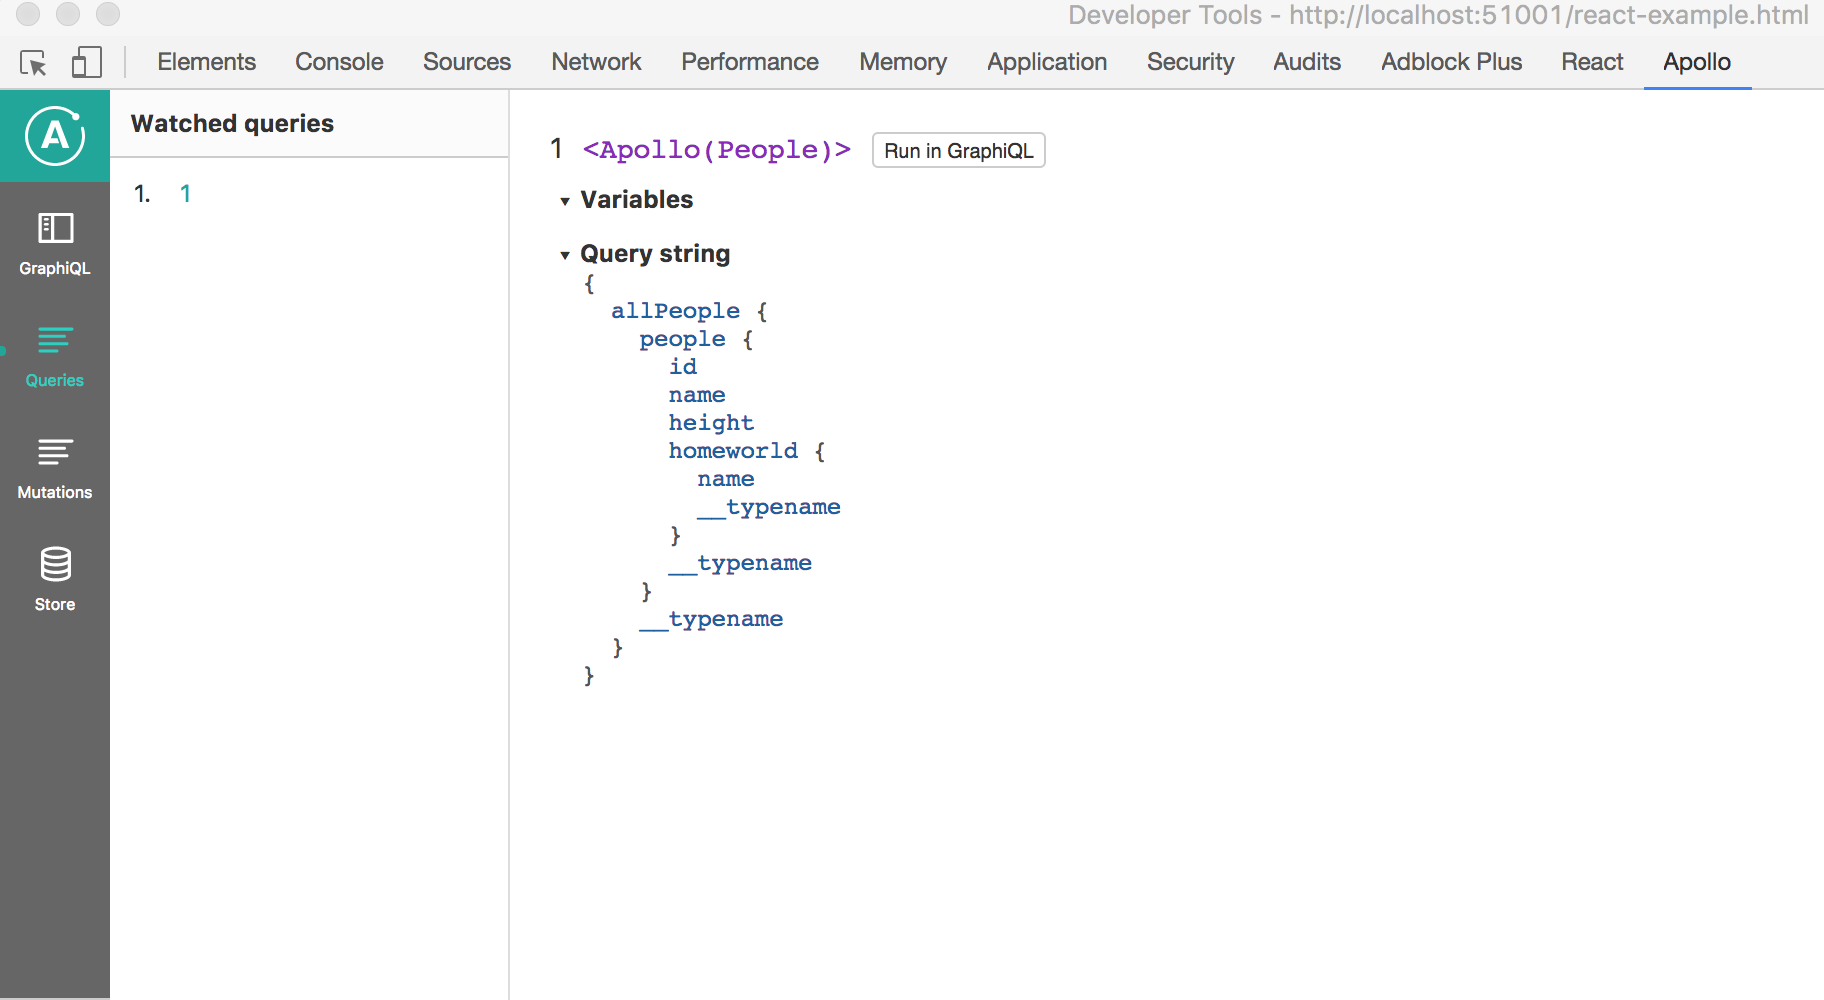 Developer Tools - http://localhost:51001/react-example.html
Elements Console Sources Network Performance Memory Application Security Audits Adblock Plus React Apollo
A
GraphiQL
Queries
Mutations
Store
Watched queries
1. 1
1 <Apollo(People)> Run in GraphiQL
▼ Variables
▼ Query string
{
  allPeople {
    people {
      id
      name
      height
      homeworld {
        name
        __typename
      }
      __typename
    }
    __typename
  }
}